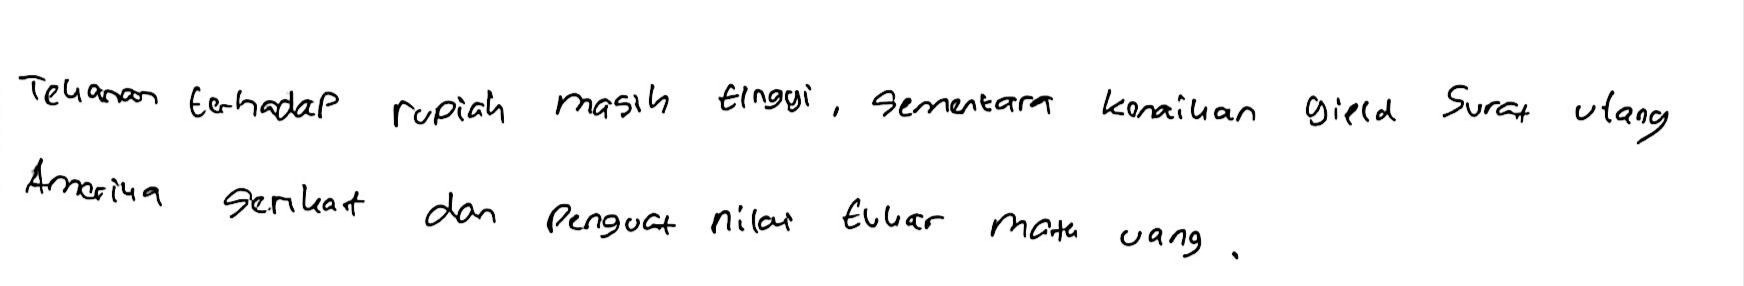 Tekanan terhadap rupiah masih tinggi, sementara kenaikan yield Surat utang
Amerika Serikat dan Penguat nilai tukar mata uang.